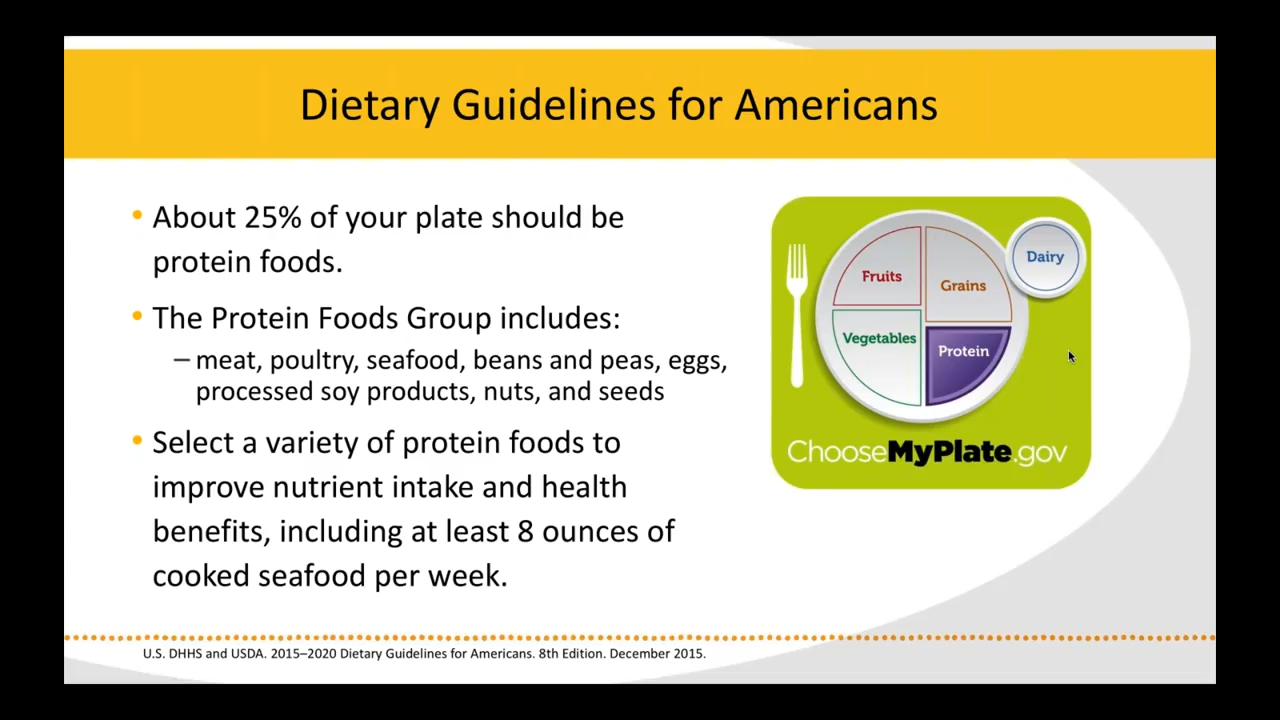 Dietary Guidelines for Americans
• About 25% of your plate should be
protein foods.
• The Protein Foods Group includes:
– meat, poultry, seafood, beans and peas, eggs,
processed soy products, nuts, and seeds
• Select a variety of protein foods to
improve nutrient intake and health
benefits, including at least 8 ounces of
cooked seafood per week.
Fruits
Grains
Dairy
Vegetables
Protein
ChooseMyPlate.gov
U.S. DHHS and USDA. 2015–2020 Dietary Guidelines for Americans. 8th Edition. December 2015.